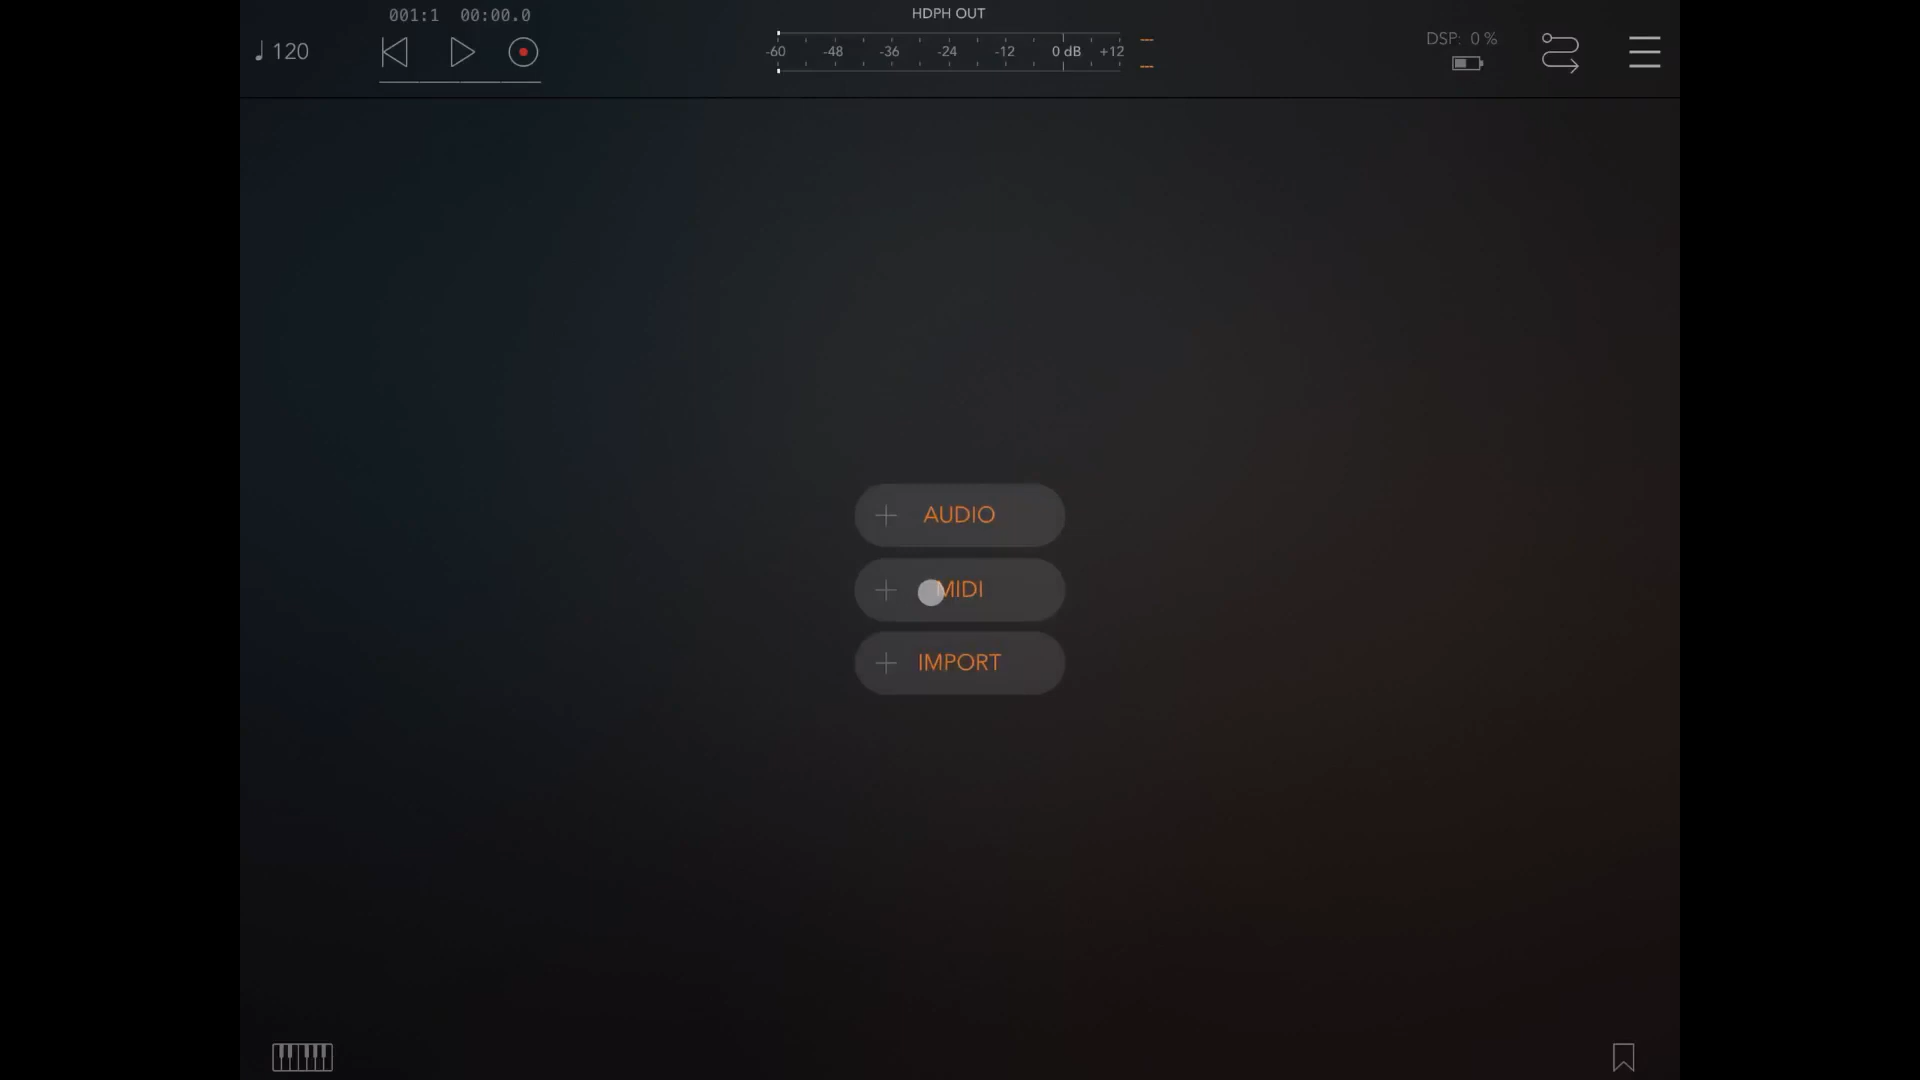 001:1 00:00.0
HDPH OUT
♩ 120
-60 -48 -36 -24 -12 0 dB +12
DSP: 0 %
+ AUDIO
+ MIDI
+ IMPORT